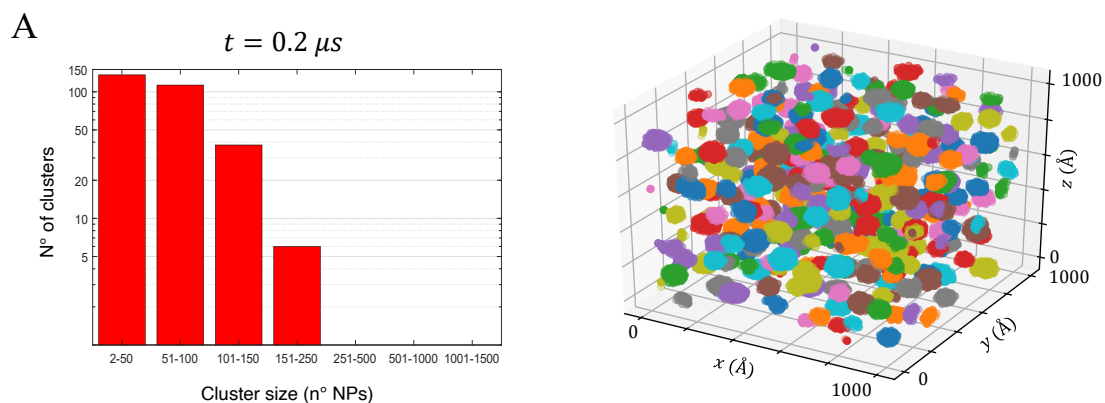 A
t = 0.2 μs
150
100
50
20
10
5
N° of clusters
2-50 51-100 101-150 151-250 251-500 501-1000 1001-1500
Cluster size (n° NPs)
1000
z (Å)
0
1000
y (Å)
0
x (Å)
0
1000